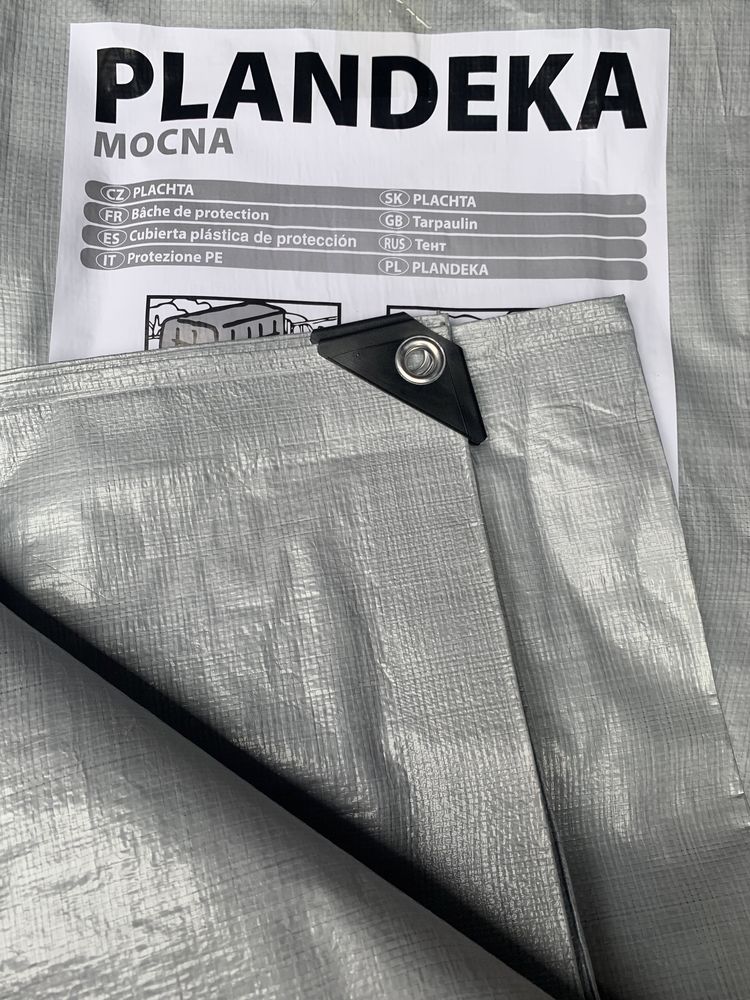 PLANDEKA
MOCNA
CZ PLACHTA
FR Bâche de protection
ES Cubierta plástica de protección
IT Protezione PE
SK PLACHTA
GB Tarpaulin
RUS Тент
PL PLANDEKA